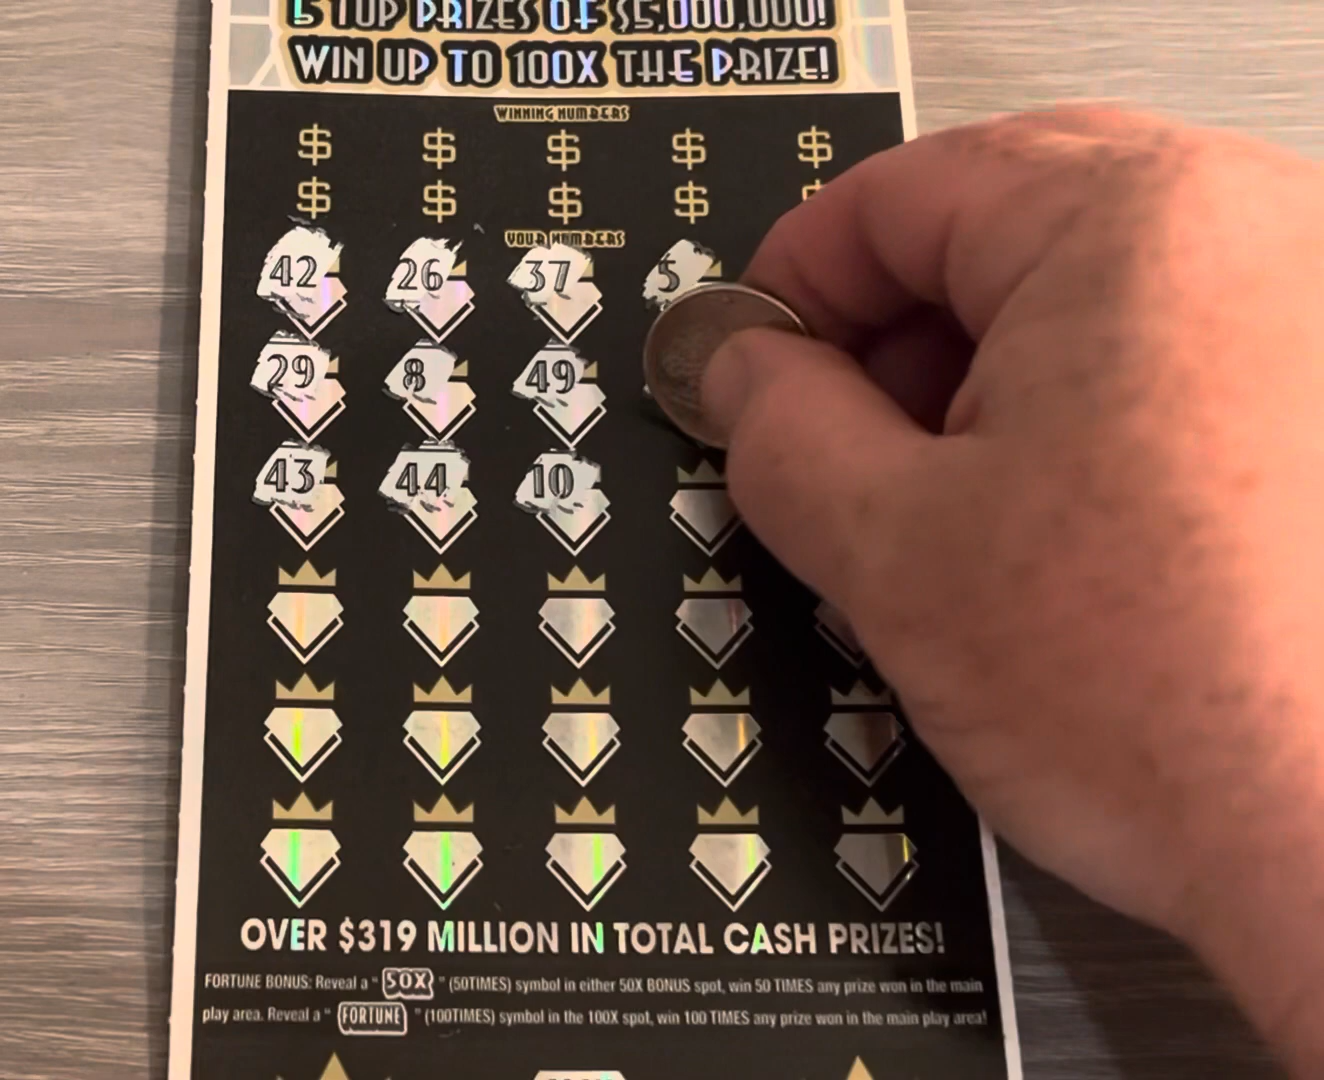 5 TOP PRIZES OF $5,000,000!
WIN UP TO 100X THE PRIZE!
WINNING NUMBERS
$ $ $ $ $
$ $ $ $ $
YOUR NUMBERS
42 26 37 5
29 8 49
43 44 10
OVER $319 MILLION IN TOTAL CASH PRIZES!
FORTUNE BONUS: Reveal a " 50X " (50TIMES) symbol in either 50X BONUS spot, win 50 TIMES any prize won in the main
play area. Reveal a " FORTUNE " (100TIMES) symbol in the 100X spot, win 100 TIMES any prize won in the main play area!